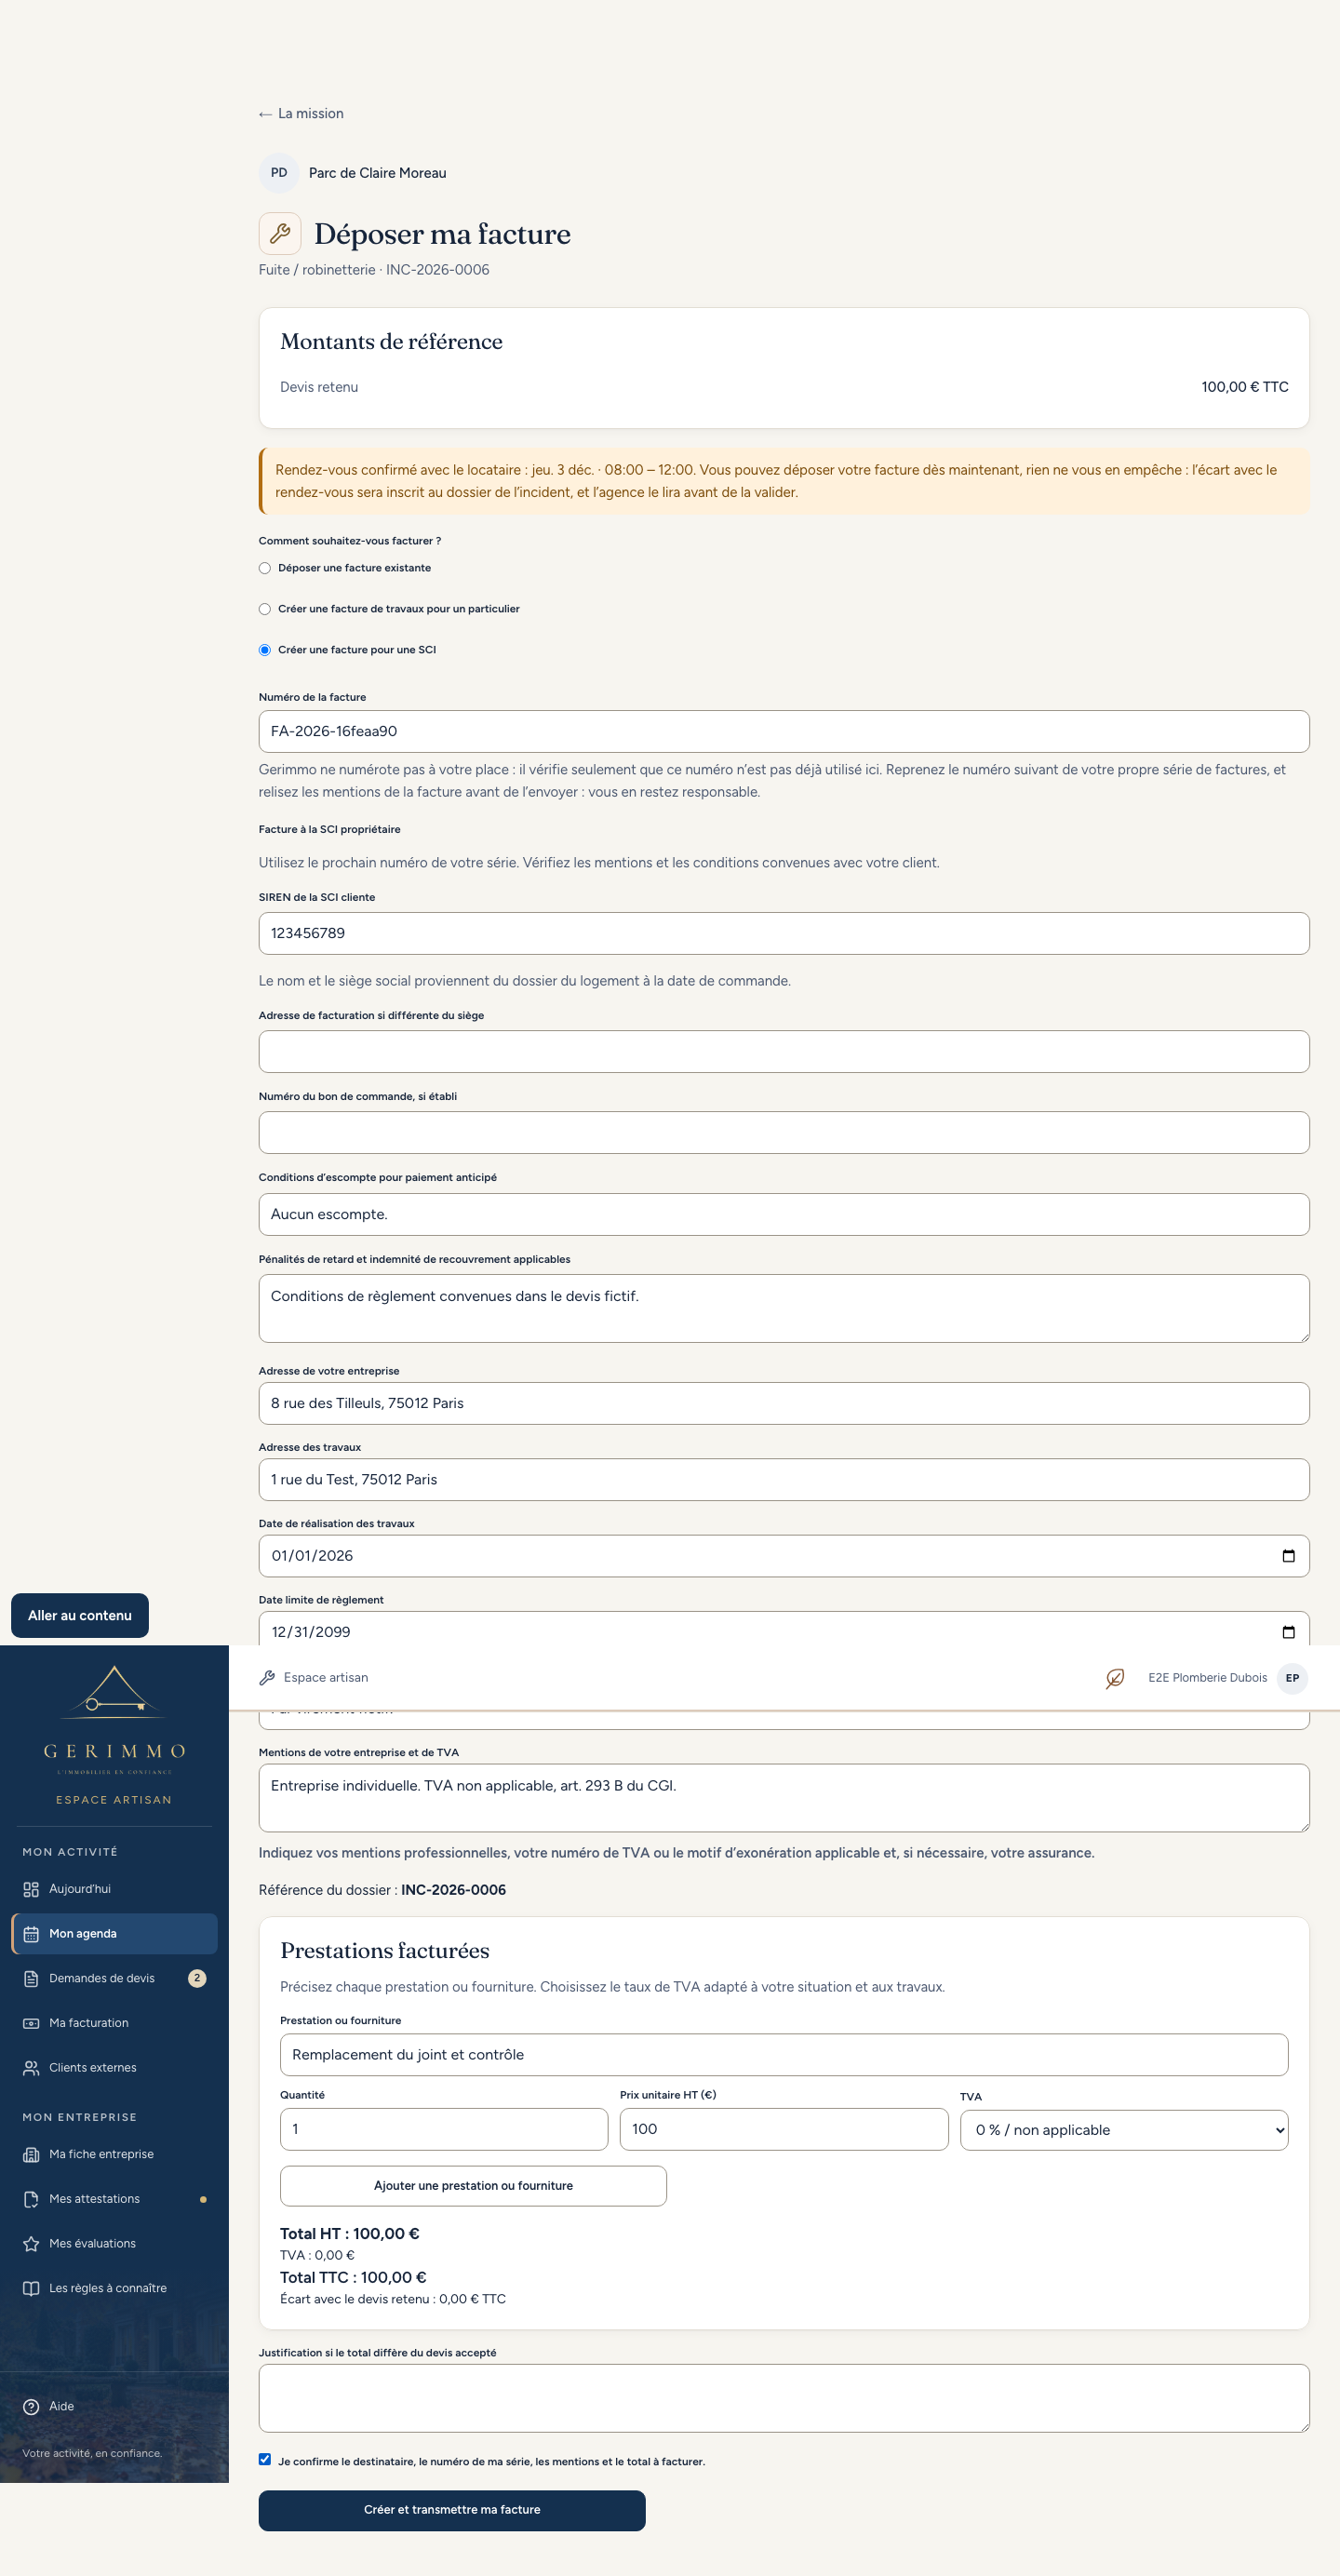 ← La mission
PD
Parc de Claire Moreau
Déposer ma facture
Fuite / robinetterie · INC-2026-0006
Montants de référence
Devis retenu
100,00 € TTC
Rendez-vous confirmé avec le locataire : jeu. 3 déc. · 08:00 – 12:00. Vous pouvez déposer votre facture dès maintenant, rien ne vous en empêche : l’écart avec le
rendez-vous sera inscrit au dossier de l’incident, et l’agence le lira avant de la valider.
Comment souhaitez-vous facturer ?
Déposer une facture existante
Créer une facture de travaux pour un particulier
Créer une facture pour une SCI
Numéro de la facture
FA-2026-16feaa90
Gerimmo ne numérote pas à votre place : il vérifie seulement que ce numéro n’est pas déjà utilisé ici. Reprenez le numéro suivant de votre propre série de factures, et
relisez les mentions de la facture avant de l’envoyer : vous en restez responsable.
Facture à la SCI propriétaire
Utilisez le prochain numéro de votre série. Vérifiez les mentions et les conditions convenues avec votre client.
SIREN de la SCI cliente
123456789
Le nom et le siège social proviennent du dossier du logement à la date de commande.
Adresse de facturation si différente du siège
Numéro du bon de commande, si établi
Conditions d’escompte pour paiement anticipé
Aucun escompte.
Pénalités de retard et indemnité de recouvrement applicables
Conditions de règlement convenues dans le devis fictif.
Adresse de votre entreprise
8 rue des Tilleuls, 75012 Paris
Adresse des travaux
1 rue du Test, 75012 Paris
Date de réalisation des travaux
01/01/2026
Date limite de règlement
12/31/2099
Aller au contenu
Espace artisan
E2E Plomberie Dubois
EP
GERIMMO
L'IMMOBILIER EN CONFIANCE
ESPACE ARTISAN
MON ACTIVITÉ
Aujourd’hui
Mon agenda
Demandes de devis
2
Ma facturation
Clients externes
MON ENTREPRISE
Ma fiche entreprise
Mes attestations
Mes évaluations
Les règles à connaître
Aide
Votre activité, en confiance.
Mentions de votre entreprise et de TVA
Entreprise individuelle. TVA non applicable, art. 293 B du CGI.
Indiquez vos mentions professionnelles, votre numéro de TVA ou le motif d’exonération applicable et, si nécessaire, votre assurance.
Référence du dossier : INC-2026-0006
Prestations facturées
Précisez chaque prestation ou fourniture. Choisissez le taux de TVA adapté à votre situation et aux travaux.
Prestation ou fourniture
Remplacement du joint et contrôle
Quantité
Prix unitaire HT (€)
TVA
1
100
0 % / non applicable
Ajouter une prestation ou fourniture
Total HT : 100,00 €
TVA : 0,00 €
Total TTC : 100,00 €
Écart avec le devis retenu : 0,00 € TTC
Justification si le total diffère du devis accepté
Je confirme le destinataire, le numéro de ma série, les mentions et le total à facturer.
Créer et transmettre ma facture